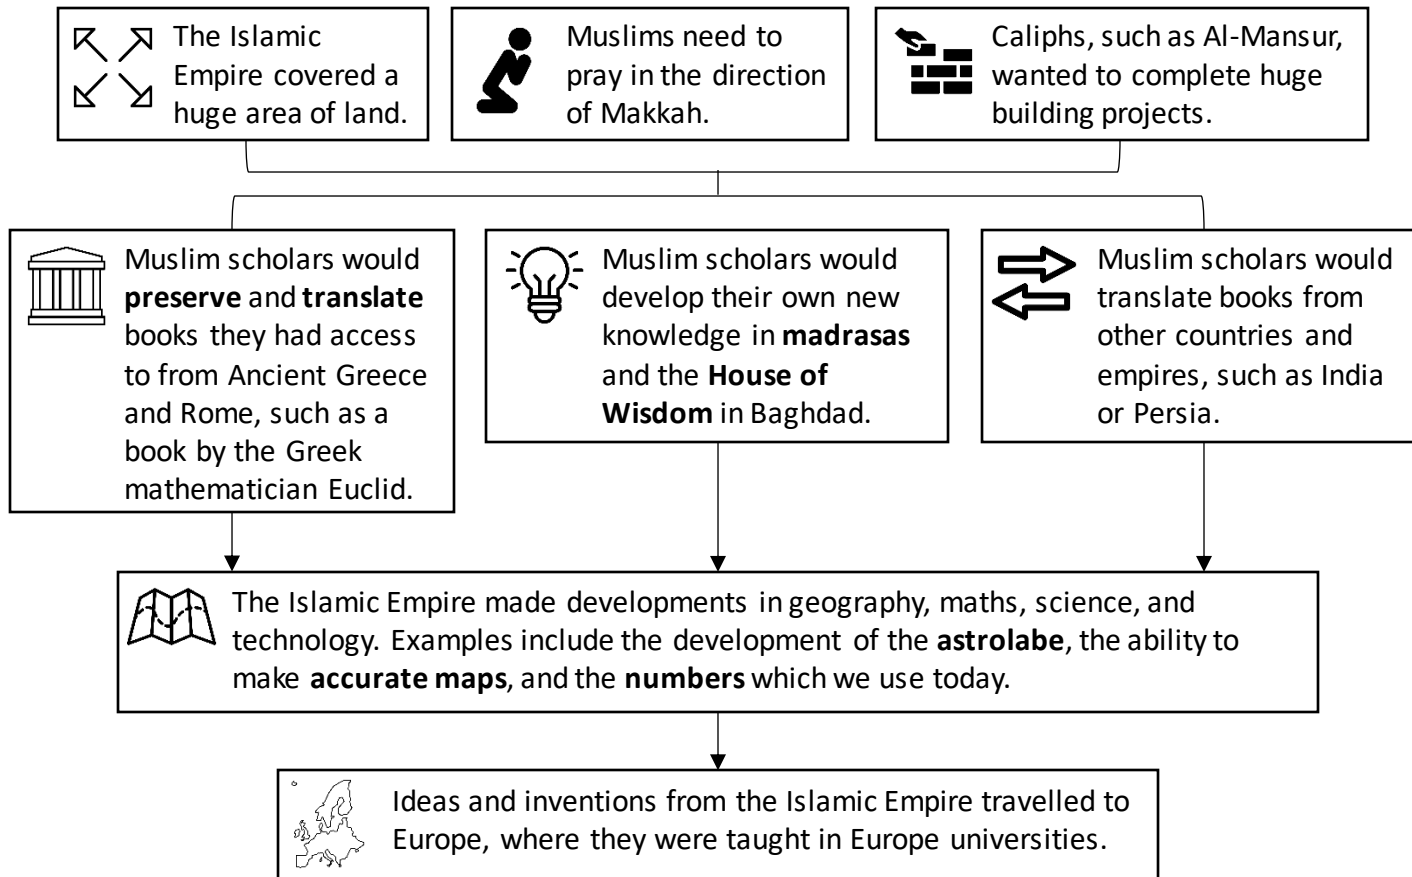 The Islamic
Empire covered a
huge area of land.
Muslims need to
pray in the direction
of Makkah.
Caliphs, such as Al-Mansur,
wanted to complete huge
building projects.
Muslim scholars would
preserve and translate
books they had access
to from Ancient Greece
and Rome, such as a
book by the Greek
mathematician Euclid.
Muslim scholars would
develop their own new
knowledge in madrasas
and the House of
Wisdom in Baghdad.
Muslim scholars would
translate books from
other countries and
empires, such as India
or Persia.
The Islamic Empire made developments in geography, maths, science, and
technology. Examples include the development of the astrolabe, the ability to
make accurate maps, and the numbers which we use today.
Ideas and inventions from the Islamic Empire travelled to
Europe, where they were taught in Europe universities.